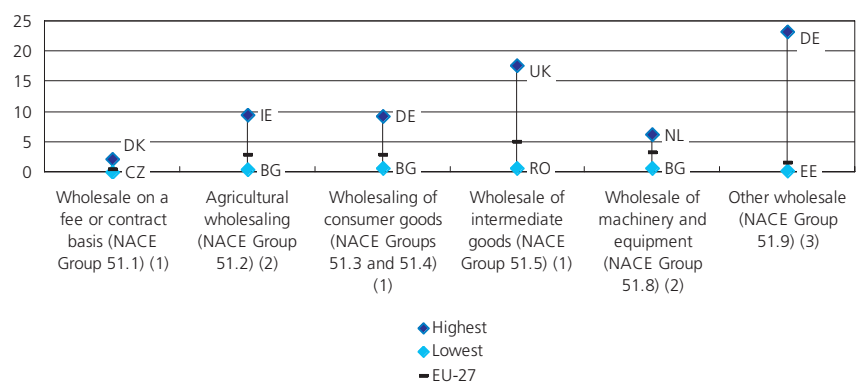 25
20
15
10
5
0
DK
CZ
IE
BG
DE
BG
UK
RO
NL
BG
DE
EE
Wholesale on a
fee or contract
basis (NACE
Group 51.1) (1)
Agricultural
wholesaling
(NACE Group
51.2) (2)
Wholesaling of
consumer goods
(NACE Groups
51.3 and 51.4)
(1)
Wholesale of
intermediate
goods (NACE
Group 51.5) (1)
Wholesale of
machinery and
equipment
(NACE Group
51.8) (2)
Other wholesale
(NACE Group
51.9) (3)
Highest
Lowest
EU-27